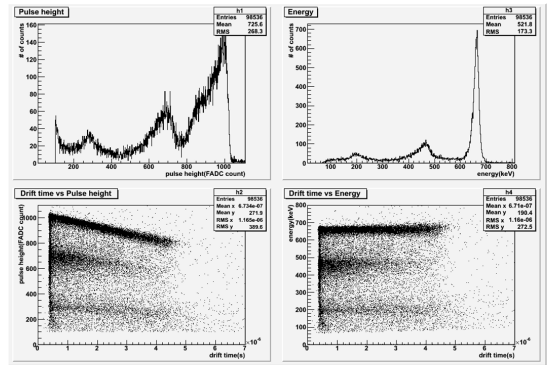 Pulse height
h1
Entries 98536
Mean 725.6
RMS 268.3
# of counts
160
140
120
100
80
60
40
20
0
200 400 600 800 1000
pulse height(FADC count)
Energy
h3
Entries 98536
Mean 521.8
RMS 173.3
# of counts
700
600
500
400
300
200
100
0
100 200 300 400 500 600 700 800
energy(keV)
Drift time vs Pulse height
h2
Entries 98536
Mean x 6.734e-07
Mean y 271.9
RMS x 1.165e-06
RMS y 389.6
pulse height(FADC count)
1000
800
600
400
200
0
0 1 2 3 4 5 6 7
×10-6
drift time(s)
Drift time vs Energy
h4
Entries 98536
Mean x 6.71e-07
Mean y 190.4
RMS x 1.16e-06
RMS y 272.5
energy(keV)
800
700
600
500
400
300
200
100
0
0 1 2 3 4 5 6 7
×10-6
drift time(s)